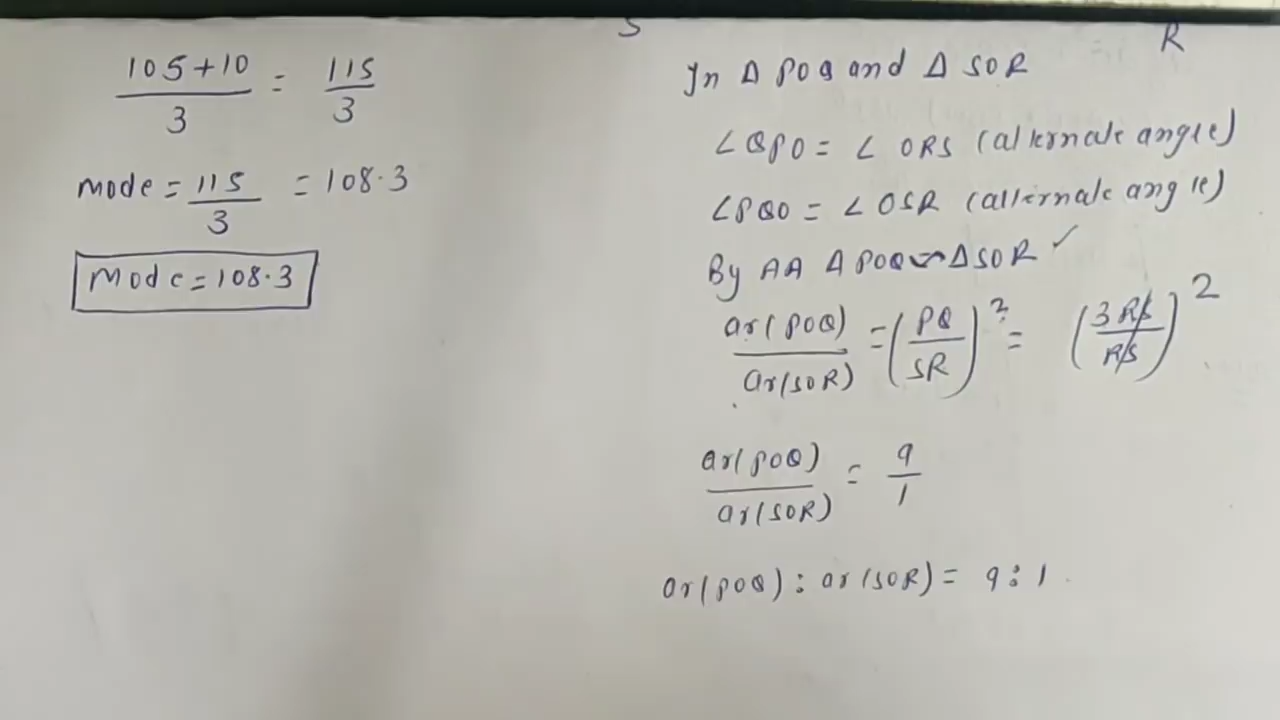 105+10 / 3 = 115 / 3
mode = 115 / 3 = 108.3
Mode = 108.3
S R
In Δ POQ and Δ SOR
∠QPO = ∠ORS (alternate angle)
∠PQO = ∠OSR (alternate angle)
By AA Δ POQ ~ Δ SOR ✓
ar(POQ) / ar(SOR) = (PQ / SR)² = (3 RS / RS)²
ar(POQ) / ar(SOR) = 9 / 1
ar(POQ) : ar(SOR) = 9 : 1